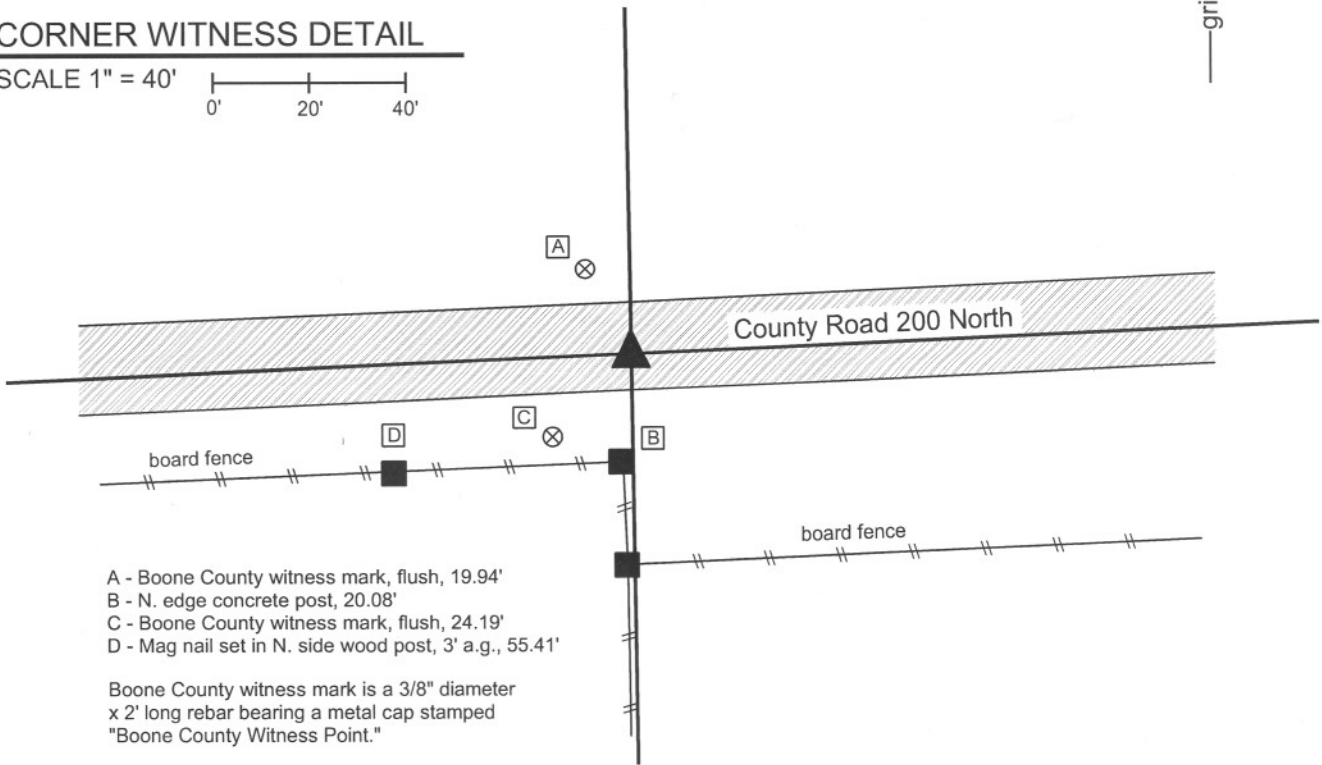 CORNER WITNESS DETAIL
SCALE 1" = 40'
0' 20' 40'
A
County Road 200 North
C
B
D
board fence
board fence
A - Boone County witness mark, flush, 19.94'
B - N. edge concrete post, 20.08'
C - Boone County witness mark, flush, 24.19'
D - Mag nail set in N. side wood post, 3' a.g., 55.41'
Boone County witness mark is a 3/8" diameter
x 2' long rebar bearing a metal cap stamped
"Boone County Witness Point."